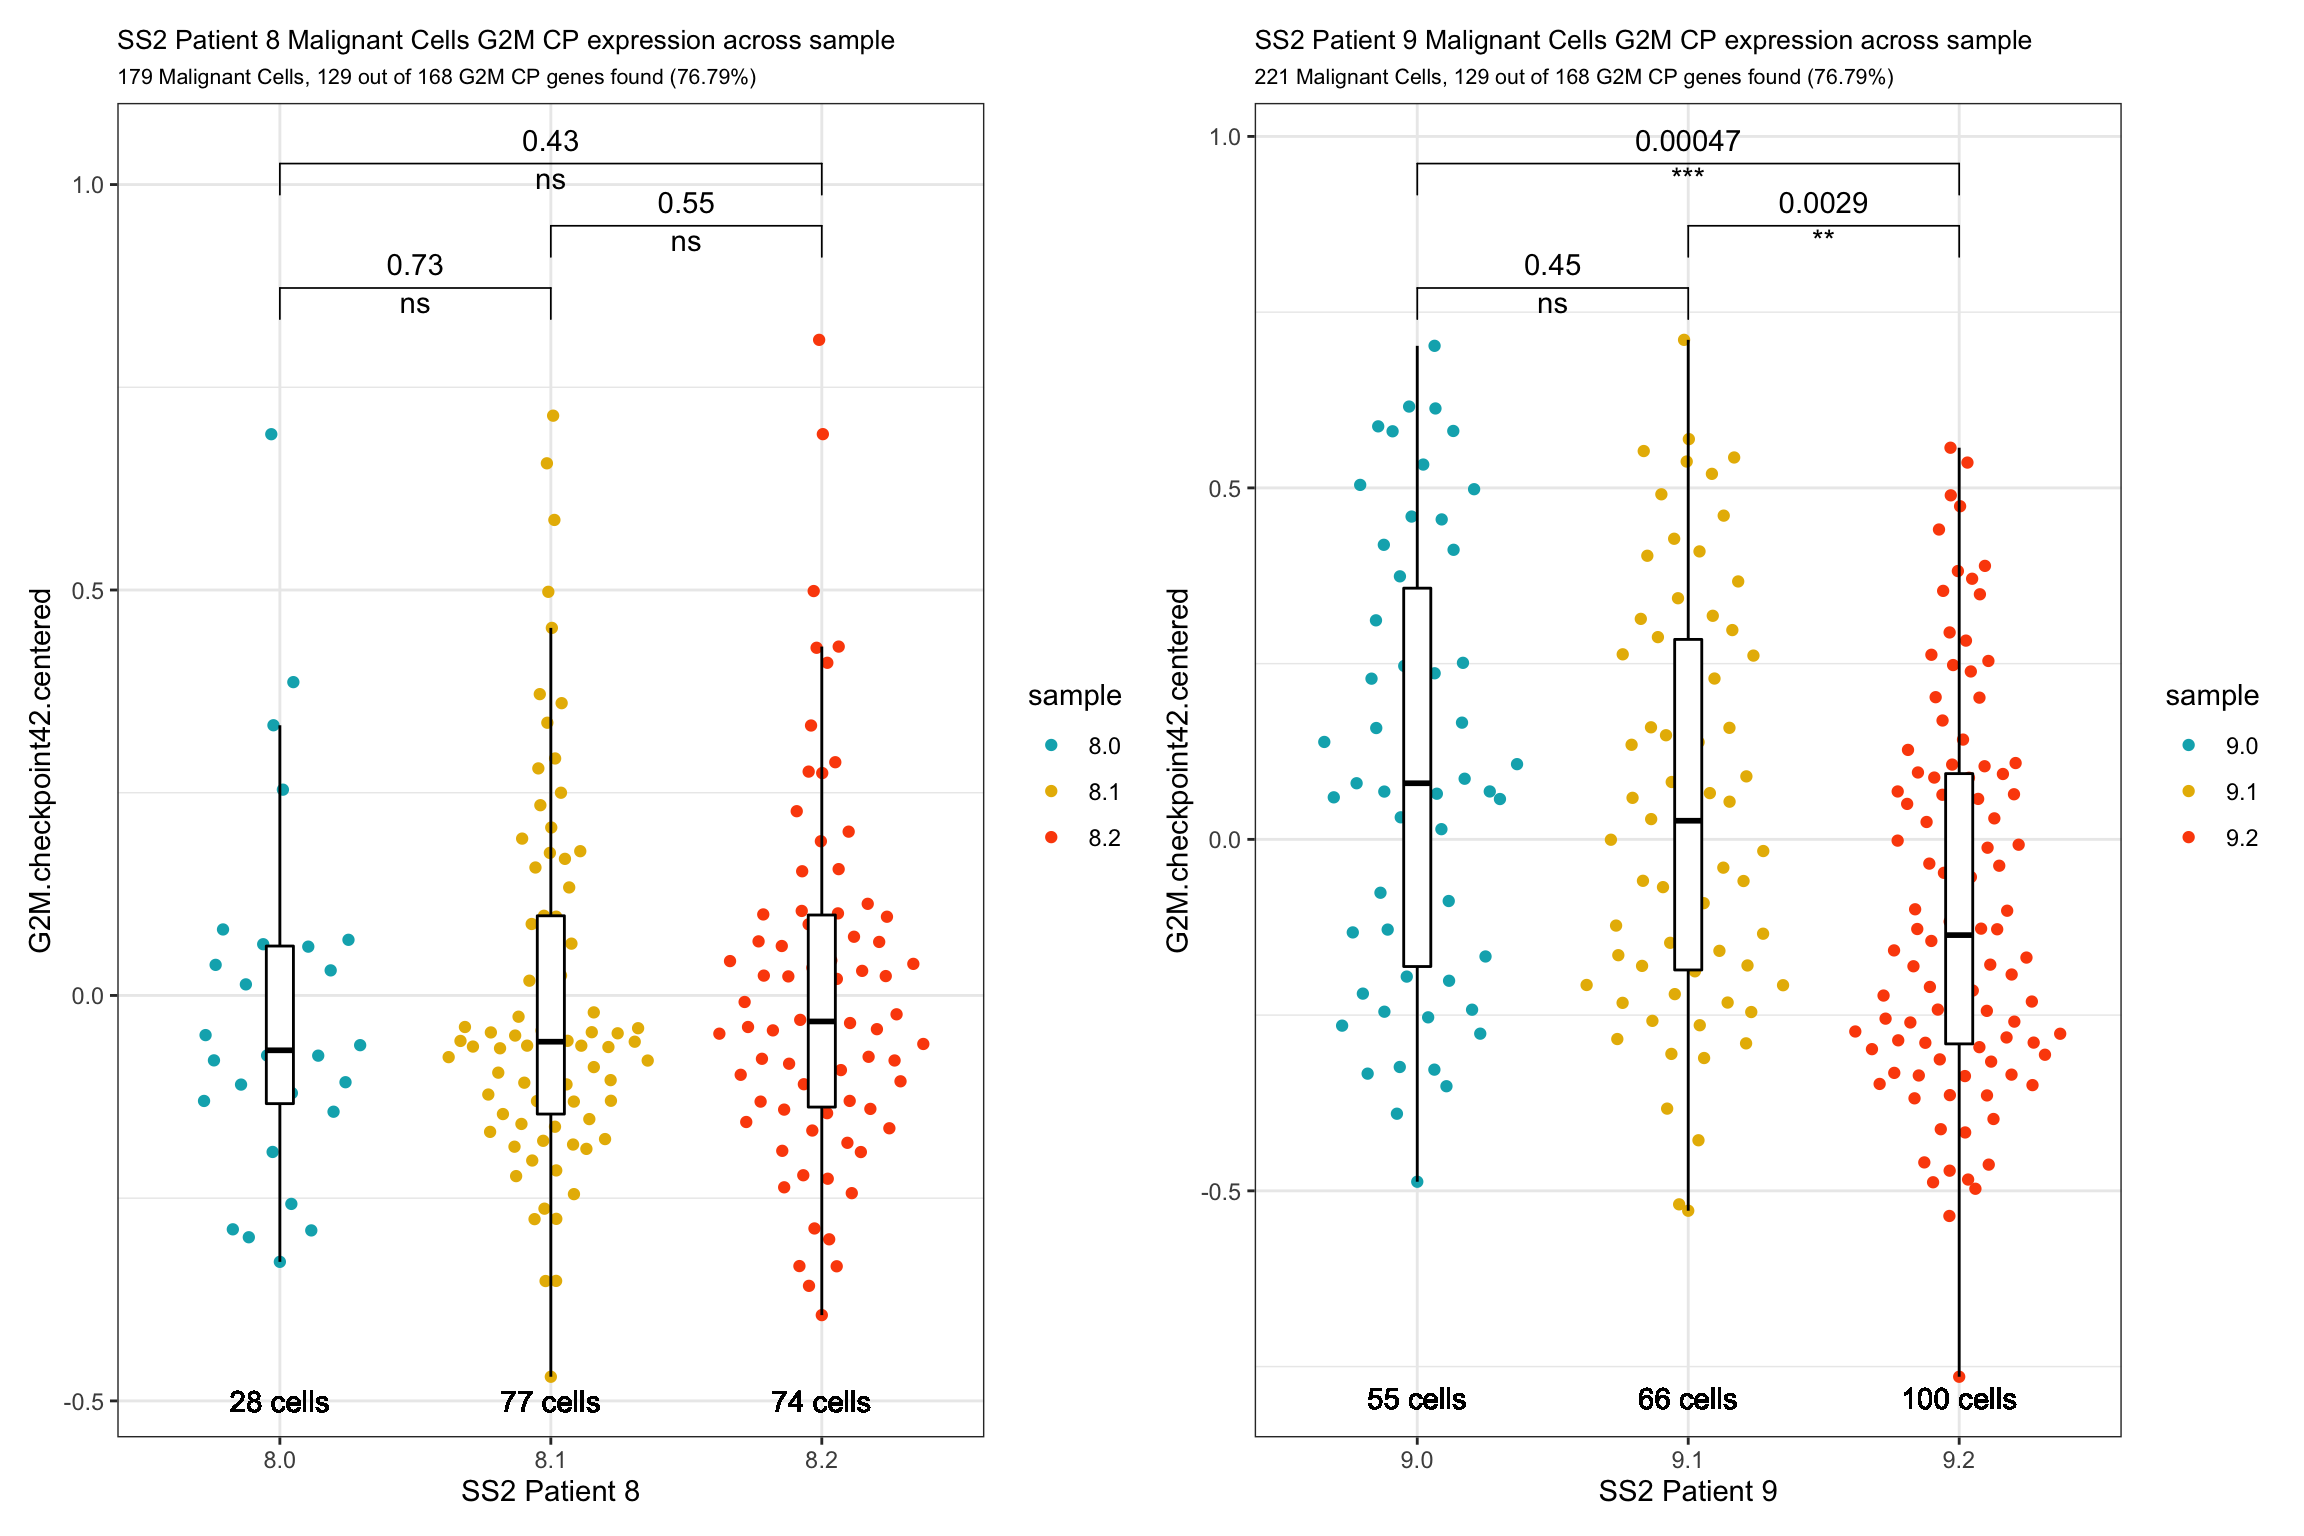 SS2 Patient 8 Malignant Cells G2M CP expression across sample
179 Malignant Cells, 129 out of 168 G2M CP genes found (76.79%)
0.43
ns
0.55
ns
0.73
ns
1.0
0.5
0.0
-0.5
G2M.checkpoint42.centered
28 cells
77 cells
74 cells
8.0
8.1
8.2
SS2 Patient 8
sample
8.0
8.1
8.2
SS2 Patient 9 Malignant Cells G2M CP expression across sample
221 Malignant Cells, 129 out of 168 G2M CP genes found (76.79%)
0.00047
***
0.0029
**
0.45
ns
1.0
0.5
0.0
-0.5
G2M.checkpoint42.centered
55 cells
66 cells
100 cells
9.0
9.1
9.2
SS2 Patient 9
sample
9.0
9.1
9.2